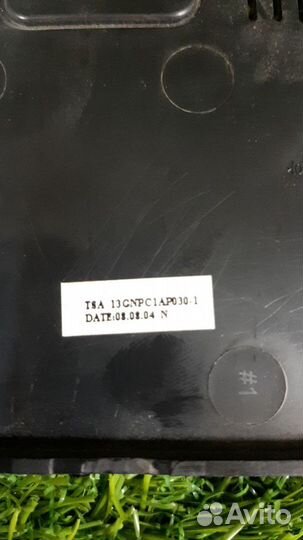 TSA 13GNPC1AP030-1
DATE:08.08.04 N
#1
Avito